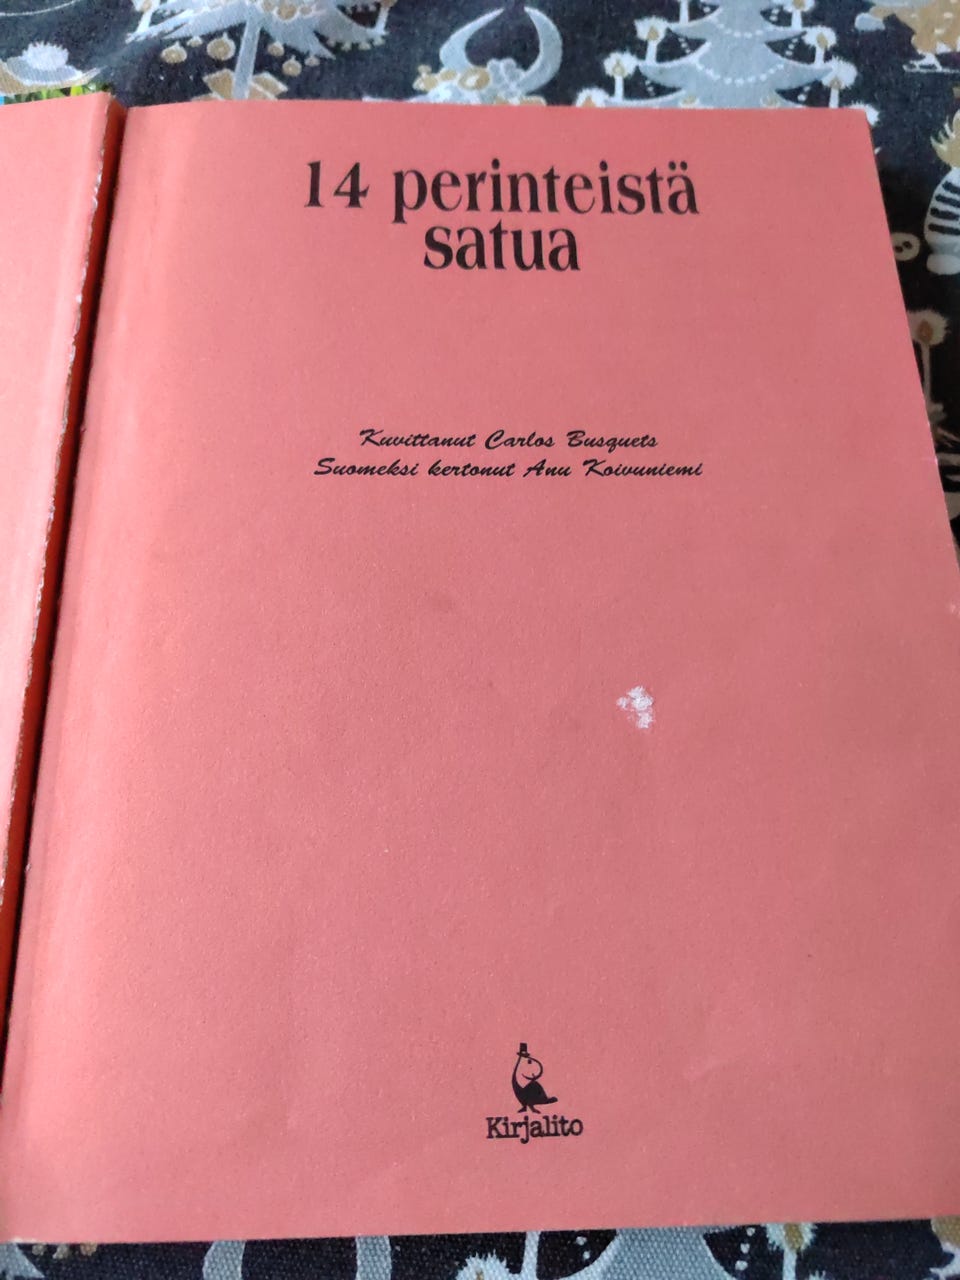 14 perinteistä
satua
Kuvittanut Carlos Busquets
Suomeksi kertonut Anu Koivuniemi
Kirjalito